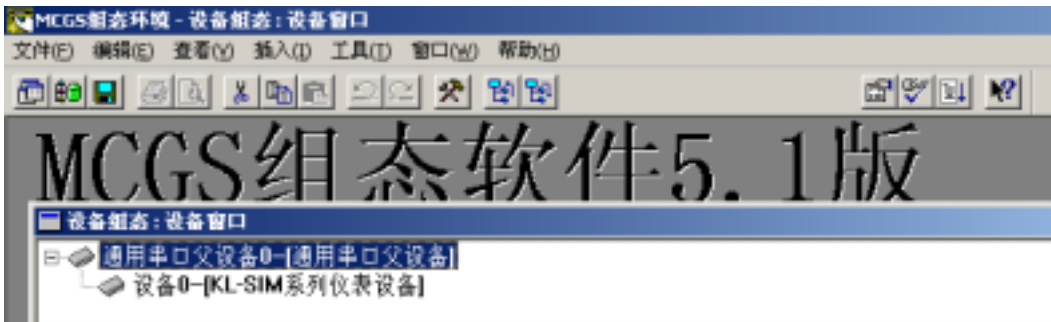 MCGS组态环境 - 设备组态：设备窗口
文件(F) 编辑(E) 查看(V) 插入(I) 工具(T) 窗口(W) 帮助(H)
MCGS组态软件5.1版
设备组态：设备窗口
通用串口父设备0-[通用串口父设备]
设备0-[KL-SIM系列仪表设备]